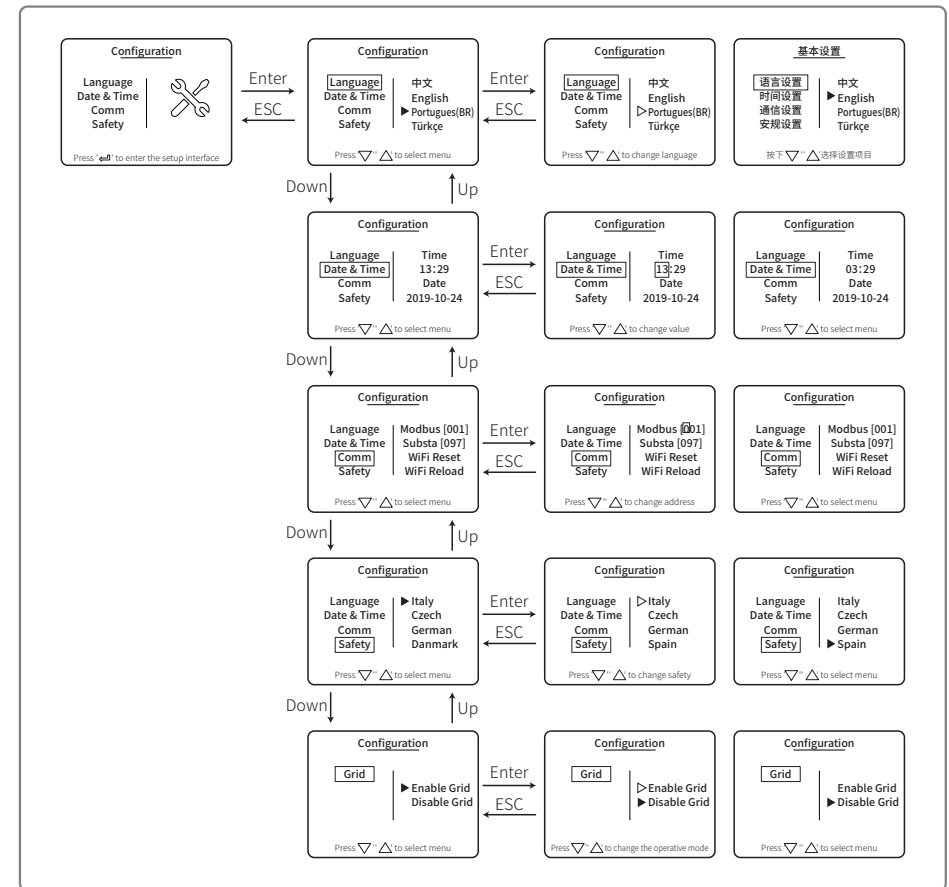 Configuration
Language
Date & Time
Comm
Safety
Press '⏎' to enter the setup interface
Enter
ESC
Configuration
Language
Date & Time
Comm
Safety
中文
English
▶Portugues(BR)
Türkçe
Press ▽" △' to select menu
Enter
ESC
Configuration
Language
Date & Time
Comm
Safety
中文
English
▷Portugues(BR)
Türkçe
Press ▽" △' to change language
基本设置
语言设置
时间设置
通信设置
安规设置
中文
▶English
Portugues(BR)
Türkçe
按下▽" △'选择设置项目
Down
Up
Configuration
Language
Date & Time
Comm
Safety
Time
13:29
Date
2019-10-24
Press ▽" △' to select menu
Enter
ESC
Configuration
Language
Date & Time
Comm
Safety
Time
13:29
Date
2019-10-24
Press ▽" △' to change value
Configuration
Language
Date & Time
Comm
Safety
Time
03:29
Date
2019-10-24
Press ▽" △' to select menu
Down
Up
Configuration
Language
Date & Time
Comm
Safety
Modbus [001]
Substa [097]
WiFi Reset
WiFi Reload
Press ▽" △' to select menu
Enter
ESC
Configuration
Language
Date & Time
Comm
Safety
Modbus [001]
Substa [097]
WiFi Reset
WiFi Reload
Press ▽" △' to change address
Configuration
Language
Date & Time
Comm
Safety
Modbus [001]
Substa [097]
WiFi Reset
WiFi Reload
Press ▽" △' to select menu
Down
Up
Configuration
Language
Date & Time
Comm
Safety
▶Italy
Czech
German
Danmark
Press ▽" △' to select menu
Enter
ESC
Configuration
Language
Date & Time
Comm
Safety
▷Italy
Czech
German
Spain
Press ▽" △' to change safety
Configuration
Language
Date & Time
Comm
Safety
Italy
Czech
German
▶Spain
Press ▽" △' to select menu
Down
Up
Configuration
Grid
▶Enable Grid
Disable Grid
Press ▽" △' to select menu
Enter
ESC
Configuration
Grid
▷Enable Grid
▶Disable Grid
Press ▽" △' to change the operative mode
Configuration
Grid
Enable Grid
▶Disable Grid
Press ▽" △' to select menu